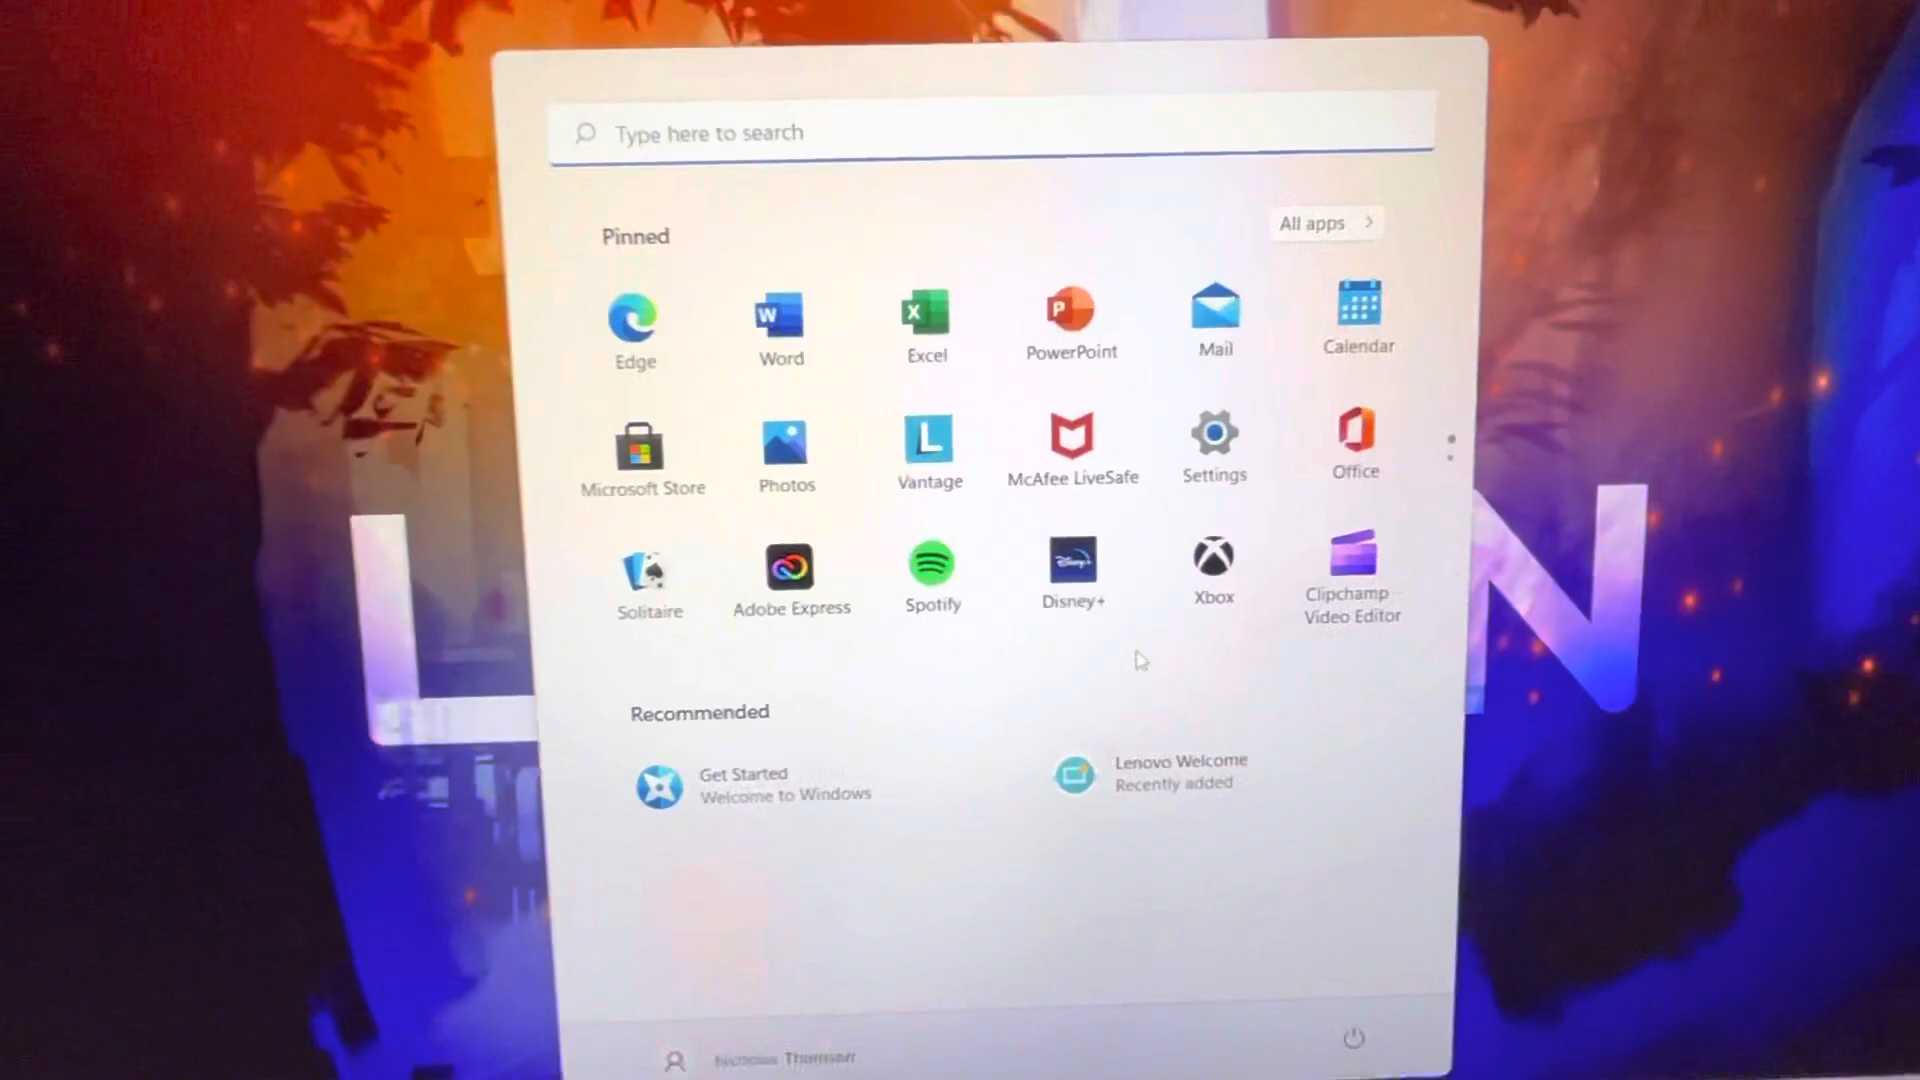 Type here to search
Pinned
All apps
Edge
Word
Excel
PowerPoint
Mail
Calendar
Microsoft Store
Photos
Vantage
McAfee LiveSafe
Settings
Office
Solitaire
Adobe Express
Spotify
Disney+
Xbox
Clipchamp -
Video Editor
Recommended
Get Started
Welcome to Windows
Lenovo Welcome
Recently added
L
N